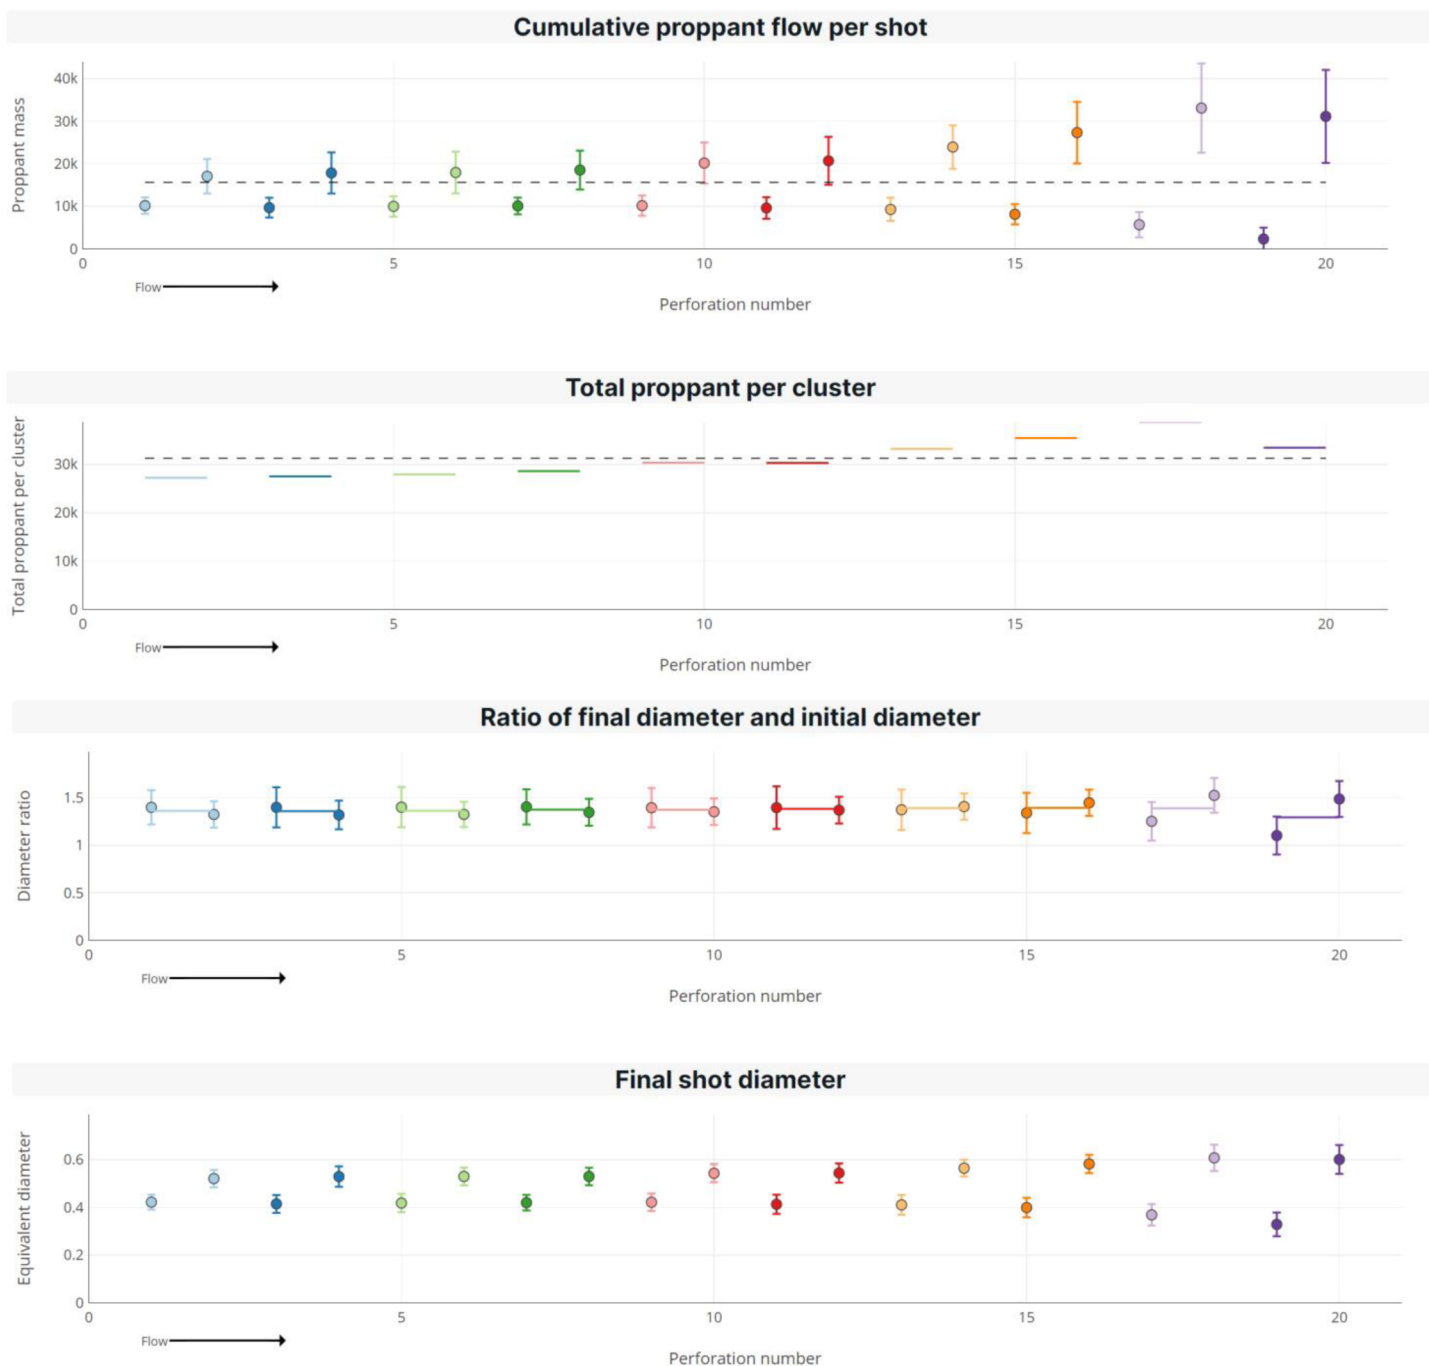 Cumulative proppant flow per shot
Proppant mass
40k
30k
20k
10k
0
0 5 10 15 20
Flow
Perforation number
Total proppant per cluster
Total proppant per cluster
30k
20k
10k
0
0 5 10 15 20
Flow
Perforation number
Ratio of final diameter and initial diameter
Diameter ratio
1.5
1
0.5
0
0 5 10 15 20
Flow
Perforation number
Final shot diameter
Equivalent diameter
0.6
0.4
0.2
0
0 5 10 15 20
Flow
Perforation number